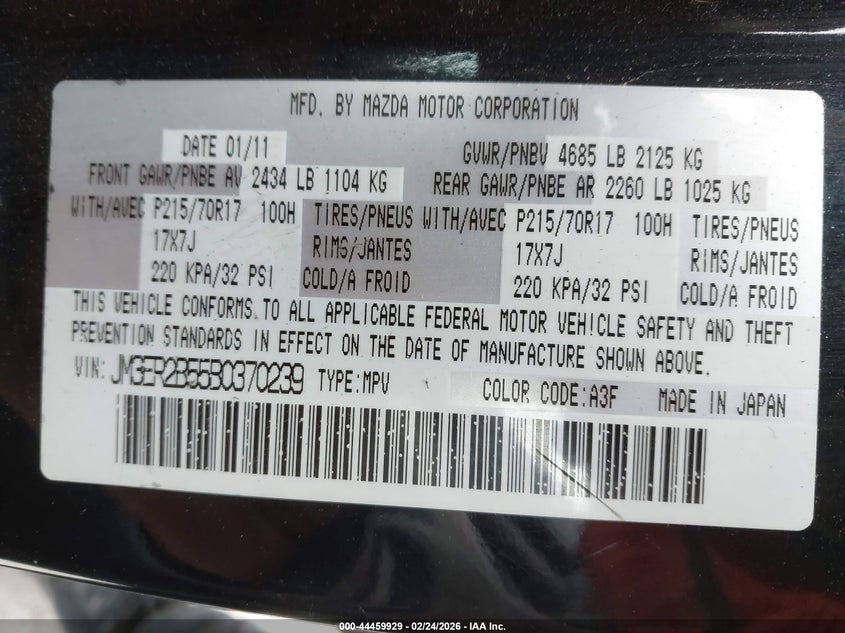 MFD. BY MAZDA MOTOR CORPORATION
DATE 01/11 GVWR/PNBV 4685 LB 2125 KG
FRONT GAWR/PNBE AV 2434 LB 1104 KG REAR GAWR/PNBE AR 2260 LB 1025 KG
WITH/AVEC P215/70R17 100H TIRES/PNEUS WITH/AVEC P215/70R17 100H TIRES/PNEUS
17X7J RIMS/JANTES 17X7J RIMS/JANTES
220 KPA/32 PSI COLD/A FROID 220 KPA/32 PSI COLD/A FROID
THIS VEHICLE CONFORMS TO ALL APPLICABLE FEDERAL MOTOR VEHICLE SAFETY AND THEFT
PREVENTION STANDARDS IN EFFECT ON THE DATE OF MANUFACTURE SHOWN ABOVE.
VIN: JM3ER2B55B0370239 TYPE:MPV COLOR CODE:A3F MADE IN JAPAN
000-44459929 - 02/24/2026 - IAA Inc.